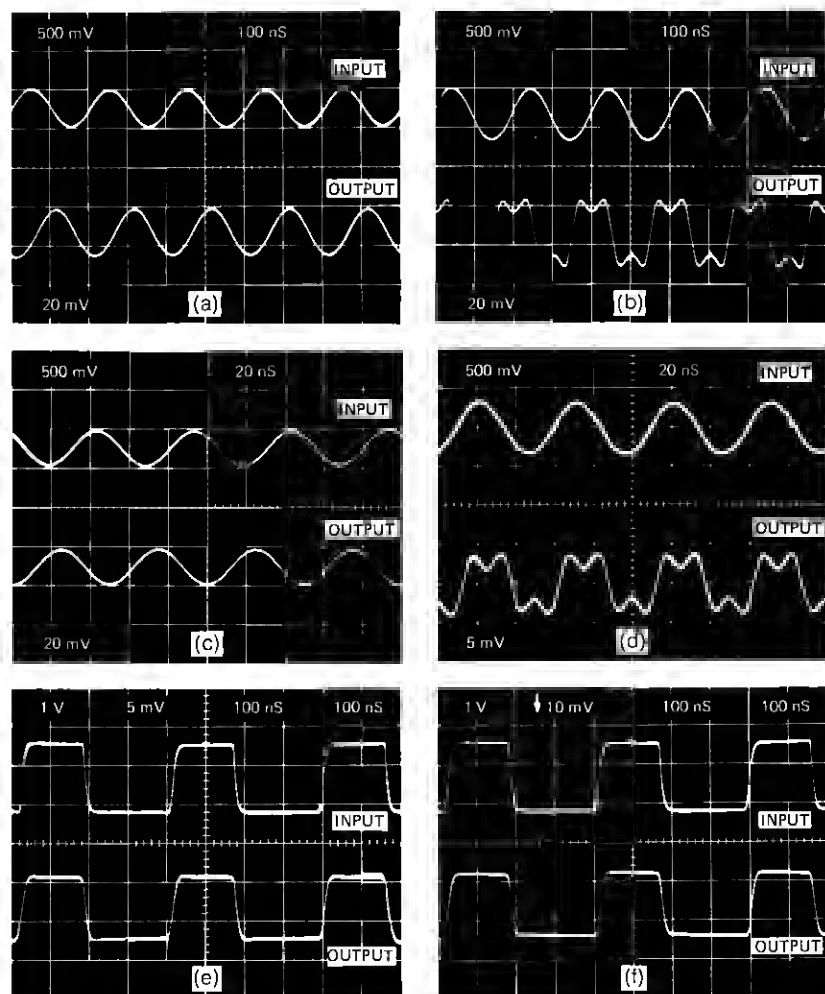 500 mV 100 nS
INPUT
OUTPUT
20 mV (a)
500 mV 100 nS
INPUT
OUTPUT
20 mV (b)
500 mV 20 nS
INPUT
OUTPUT
20 mV (c)
500 mV 20 nS
INPUT
OUTPUT
5 mV (d)
1 V 5 mV 100 nS 100 nS
INPUT
OUTPUT
(e)
1 V 10 mV 100 nS 100 nS
INPUT
OUTPUT
(f)